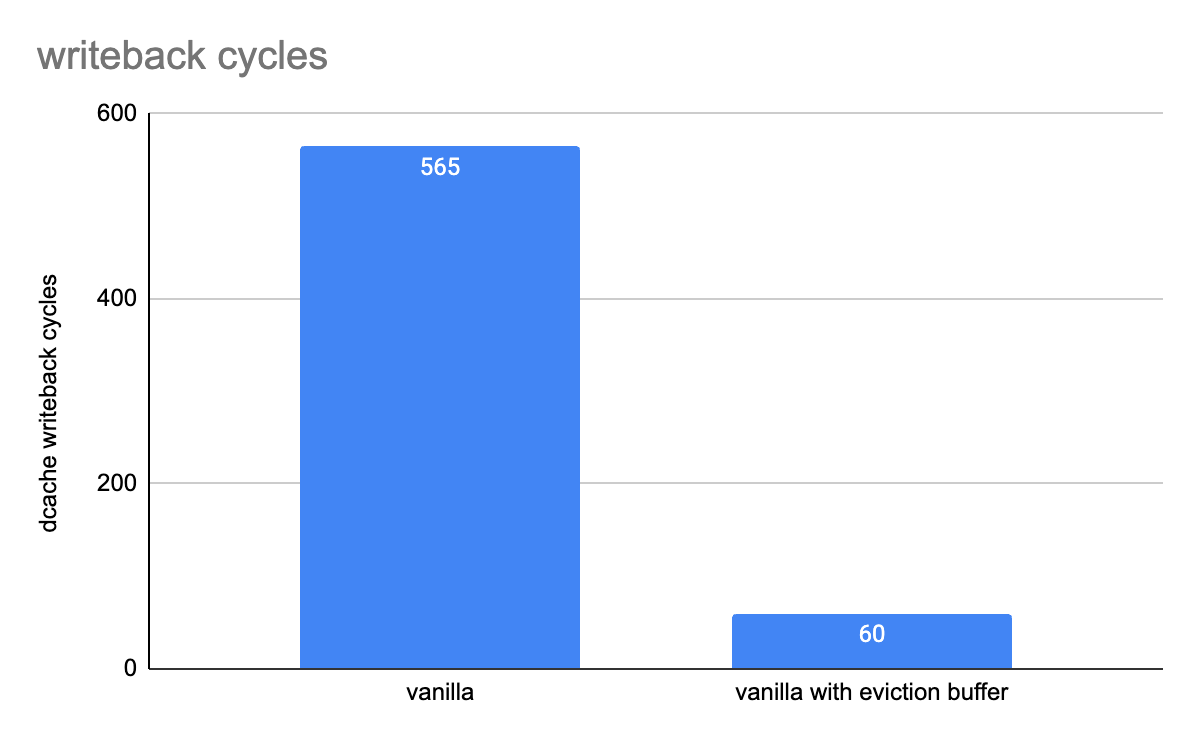 writeback cycles
dcache writeback cycles
600
400
200
0
565
60
vanilla
vanilla with eviction buffer